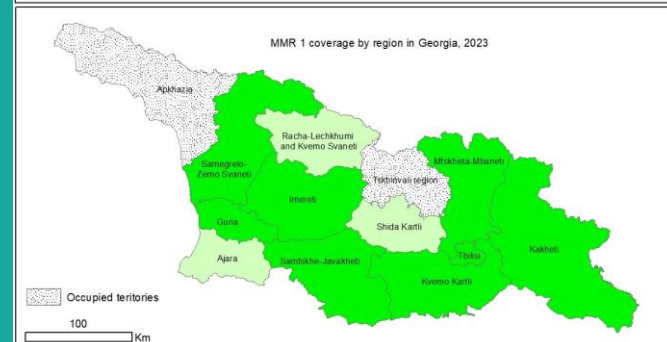 MMR 1 coverage by region in Georgia, 2023
Apkhazia
Racha-Lechkhumi
and Kvemo Svaneti
Samegrelo-
Zemo Svaneti
Tskhinvali region
Mtskheta-Mtianeti
Imereti
Guria
Shida Kartli
Kakheti
Ajara
Samtskhe-Javakheti
Tbilisi
Kvemo Kartli
Occupied teritories
100
Km